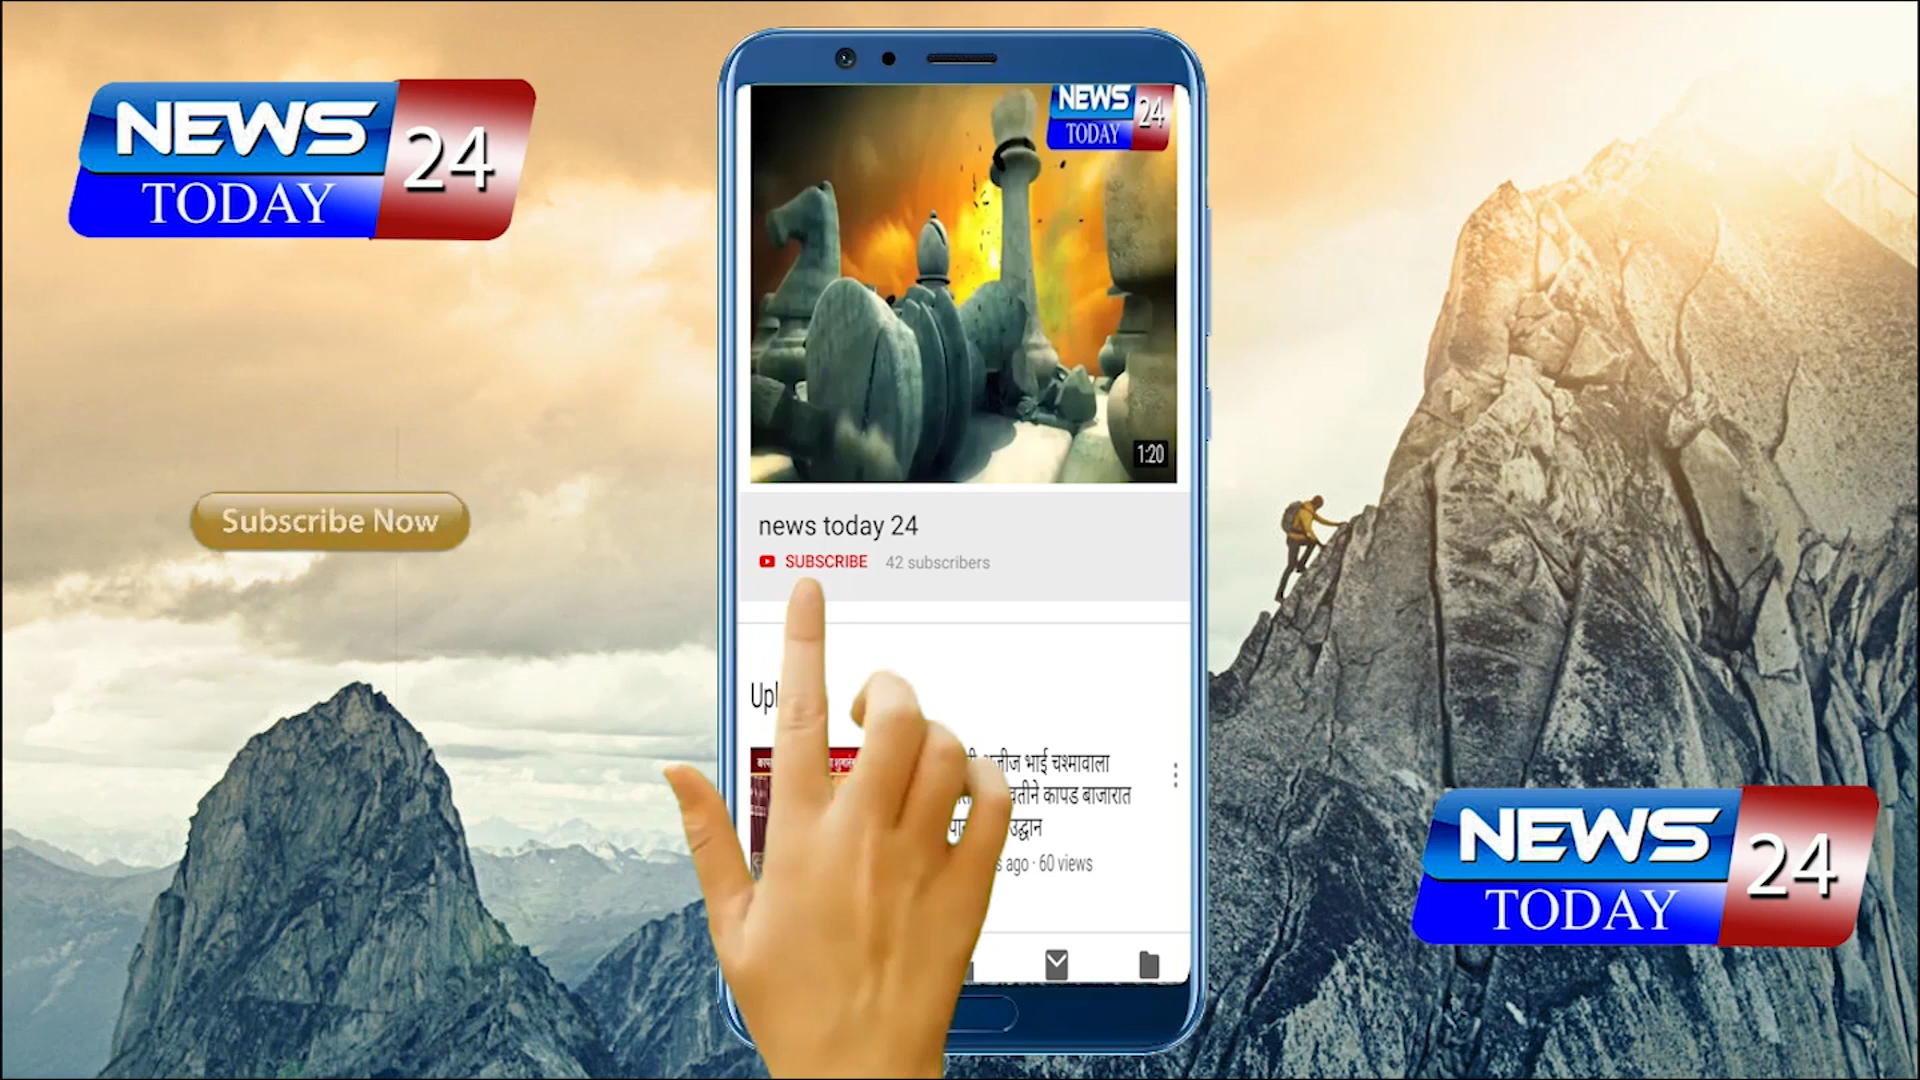 NEWS
24
TODAY
NEWS
24
TODAY
1:20
Subscribe Now
news today 24
SUBSCRIBE 42 subscribers
भाई चश्मावाला
कापड बाजारात
उद्घान
ago · 60 views
NEWS
24
TODAY